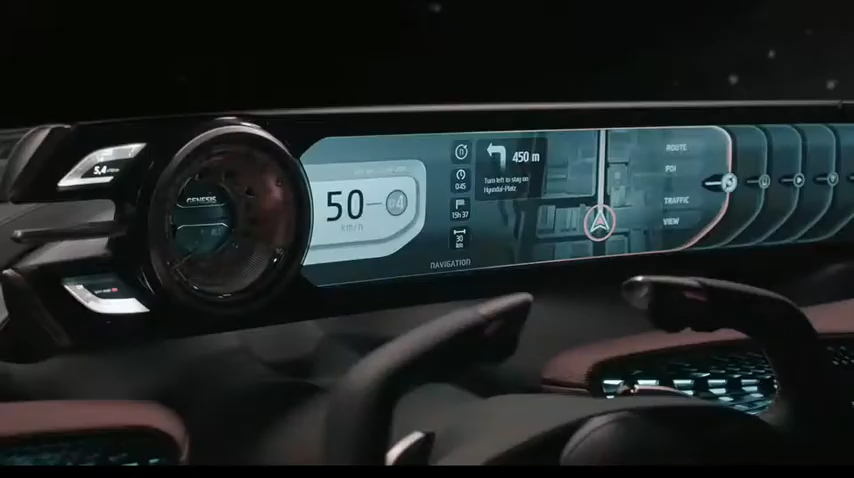 5,4
GENESIS
50
km/h
0:45
15h 37
30
450 m
Turn left to stay on
Hyundai-Platz
NAVIGATION
ROUTE
POI
TRAFFIC
VIEW